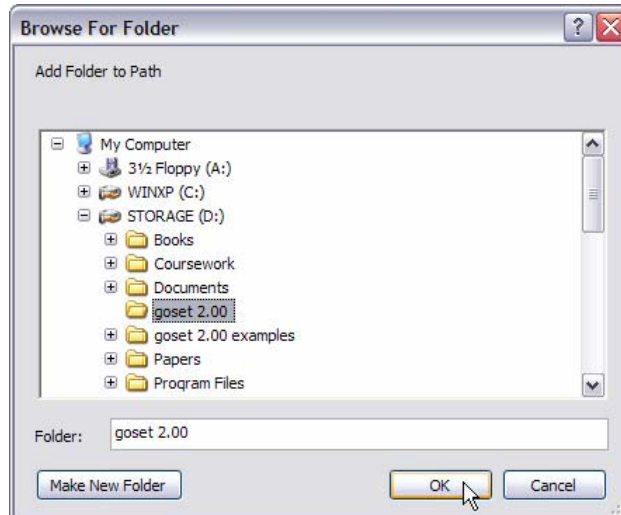 Browse For Folder
Add Folder to Path
My Computer
3½ Floppy (A:)
WINXP (C:)
STORAGE (D:)
Books
Coursework
Documents
goset 2.00
goset 2.00 examples
Papers
Program Files
Folder: goset 2.00
Make New Folder OK Cancel